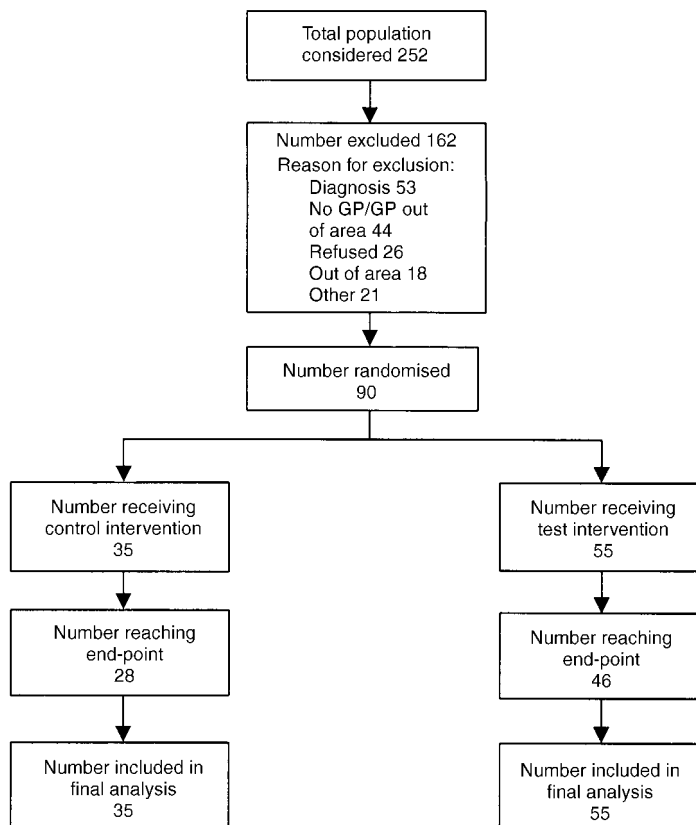 Total population
considered 252
Number excluded 162
Reason for exclusion:
Diagnosis 53
No GP/GP out
of area 44
Refused 26
Out of area 18
Other 21
Number randomised
90
Number receiving
control intervention
35
Number receiving
test intervention
55
Number reaching
end-point
28
Number reaching
end-point
46
Number included in
final analysis
35
Number included in
final analysis
55